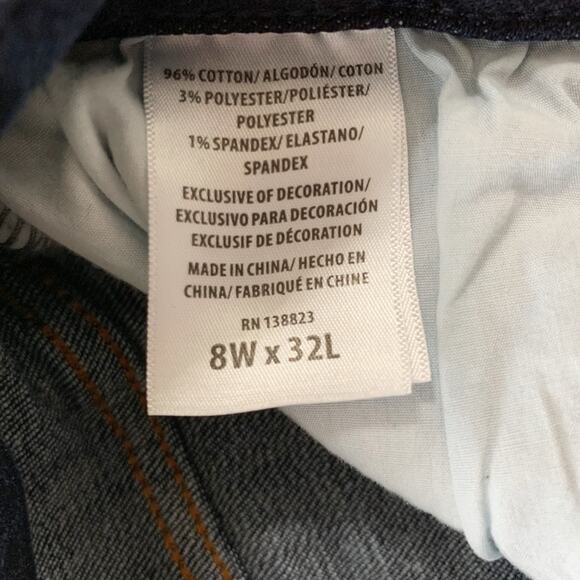 96% COTTON/ ALGODÓN/ COTON
3% POLYESTER/POLIÉSTER/
POLYESTER
1% SPANDEX/ ELASTANO/
SPANDEX
EXCLUSIVE OF DECORATION/
EXCLUSIVO PARA DECORACIÓN
EXCLUSIF DE DÉCORATION
MADE IN CHINA/ HECHO EN
CHINA/ FABRIQUÉ EN CHINE
RN 138823
8W x 32L